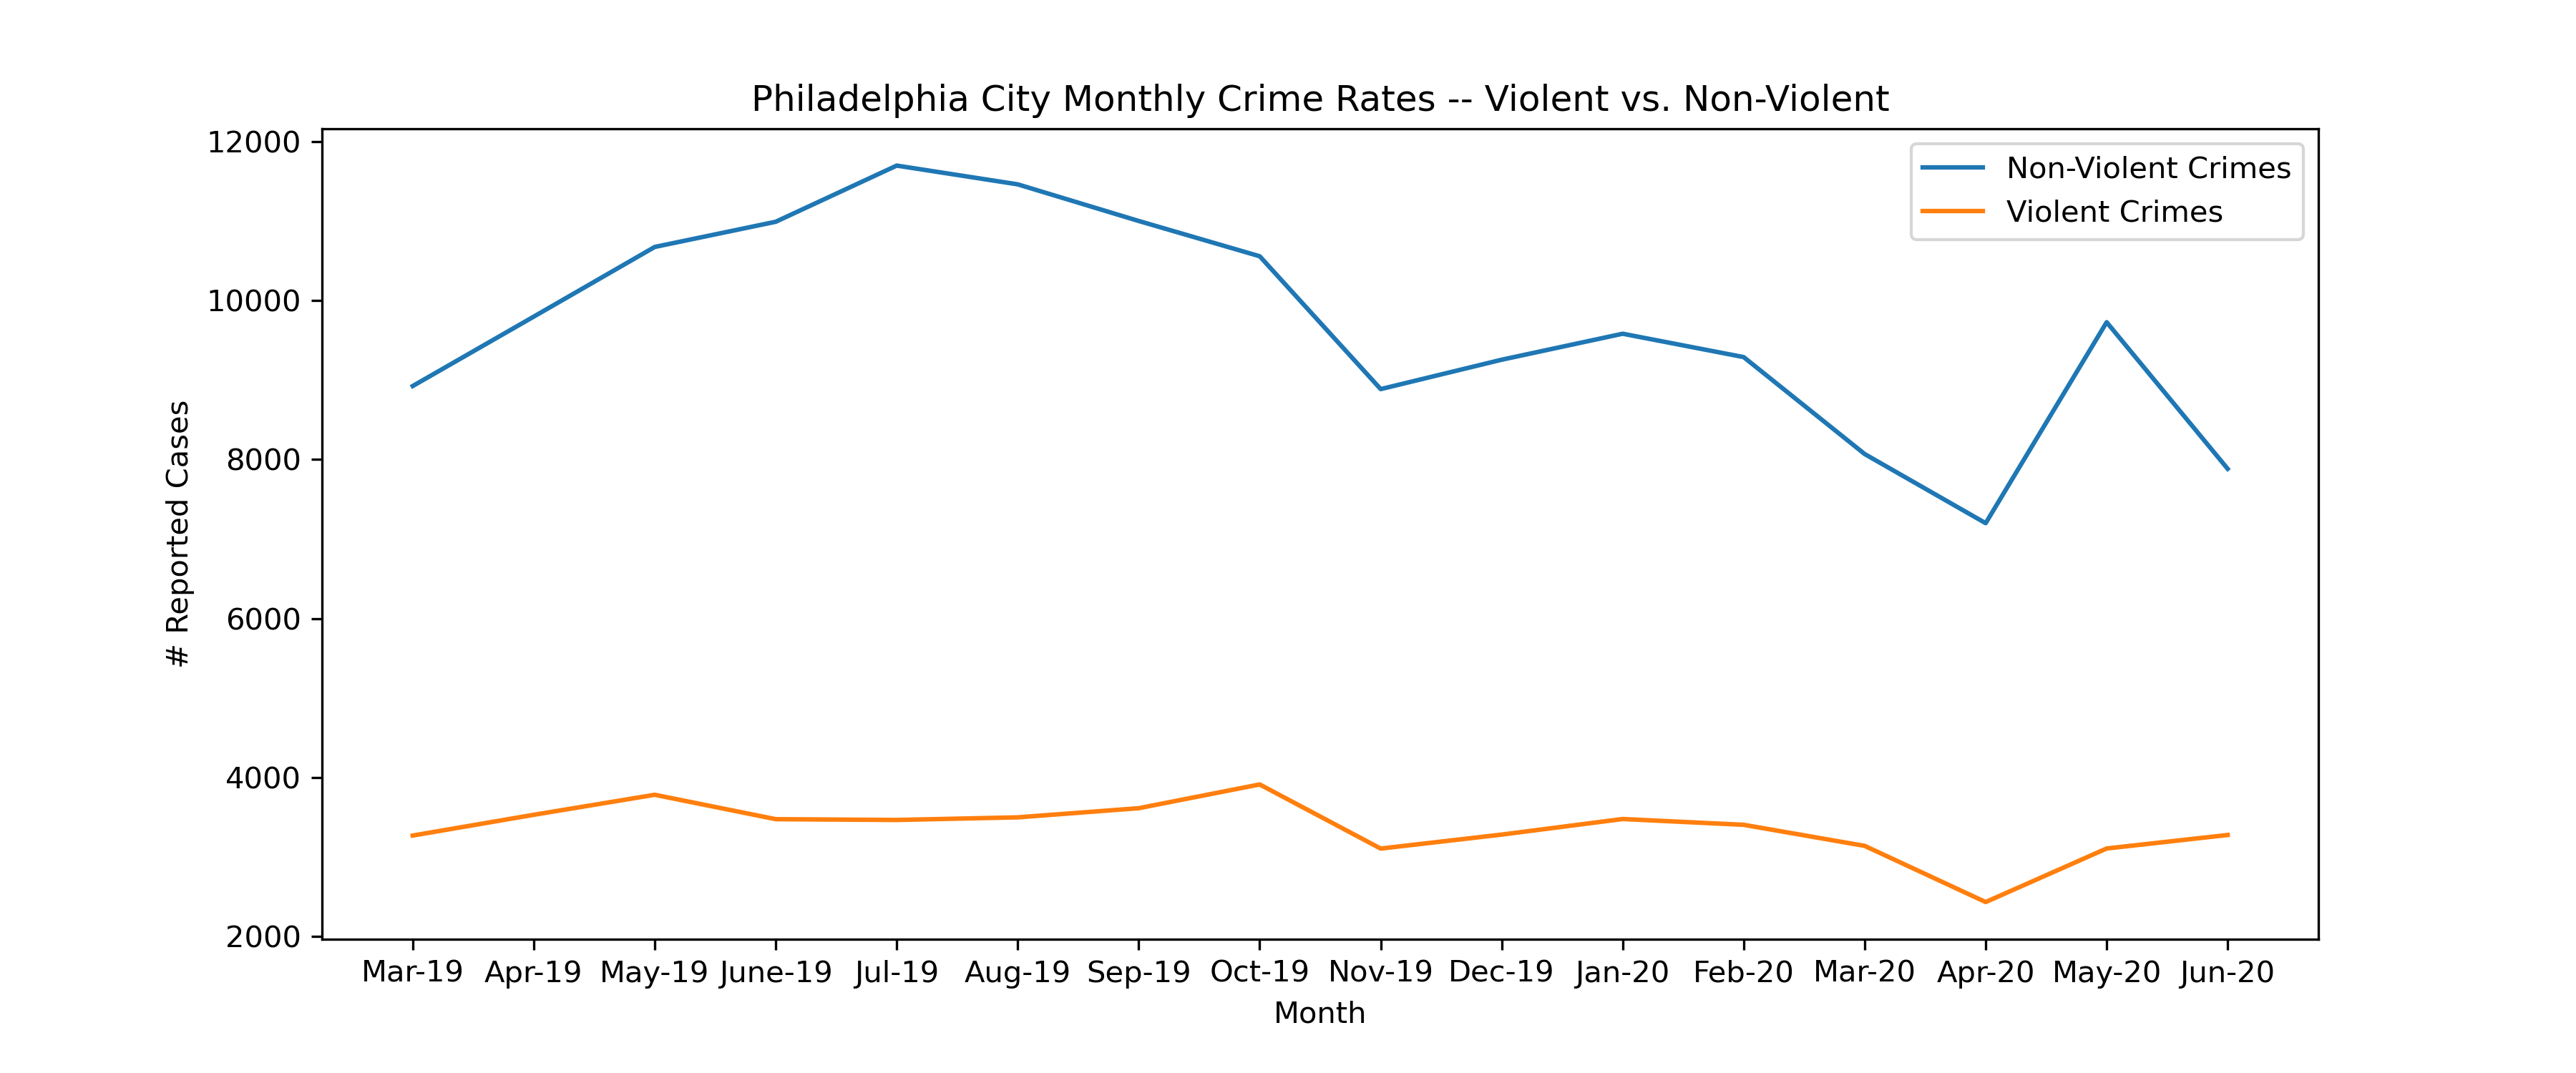 Philadelphia City Monthly Crime Rates -- Violent vs. Non-Violent
12000
10000
8000
6000
4000
2000
# Reported Cases
Non-Violent Crimes
Violent Crimes
Mar-19 Apr-19 May-19 June-19 Jul-19 Aug-19 Sep-19 Oct-19 Nov-19 Dec-19 Jan-20 Feb-20 Mar-20 Apr-20 May-20 Jun-20
Month